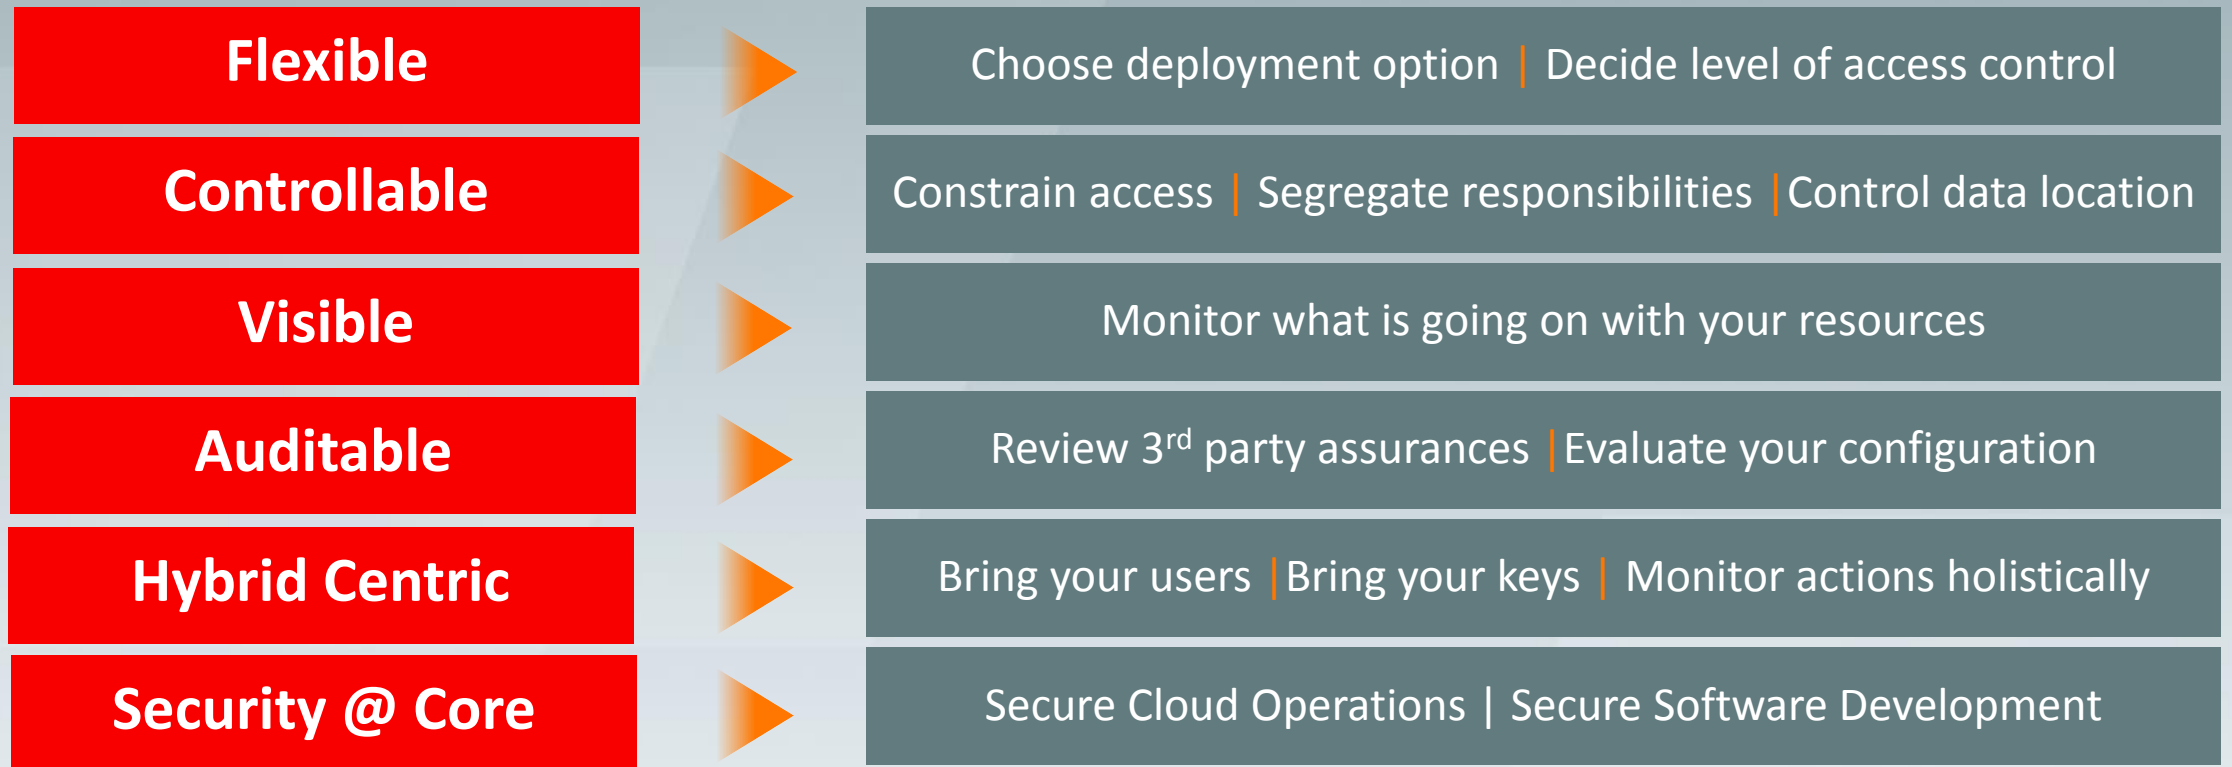 Flexible
Choose deployment option | Decide level of access control
Controllable
Constrain access | Segregate responsibilities | Control data location
Visible
Monitor what is going on with your resources
Auditable
Review 3rd party assurances | Evaluate your configuration
Hybrid Centric
Bring your users | Bring your keys | Monitor actions holistically
Security @ Core
Secure Cloud Operations | Secure Software Development